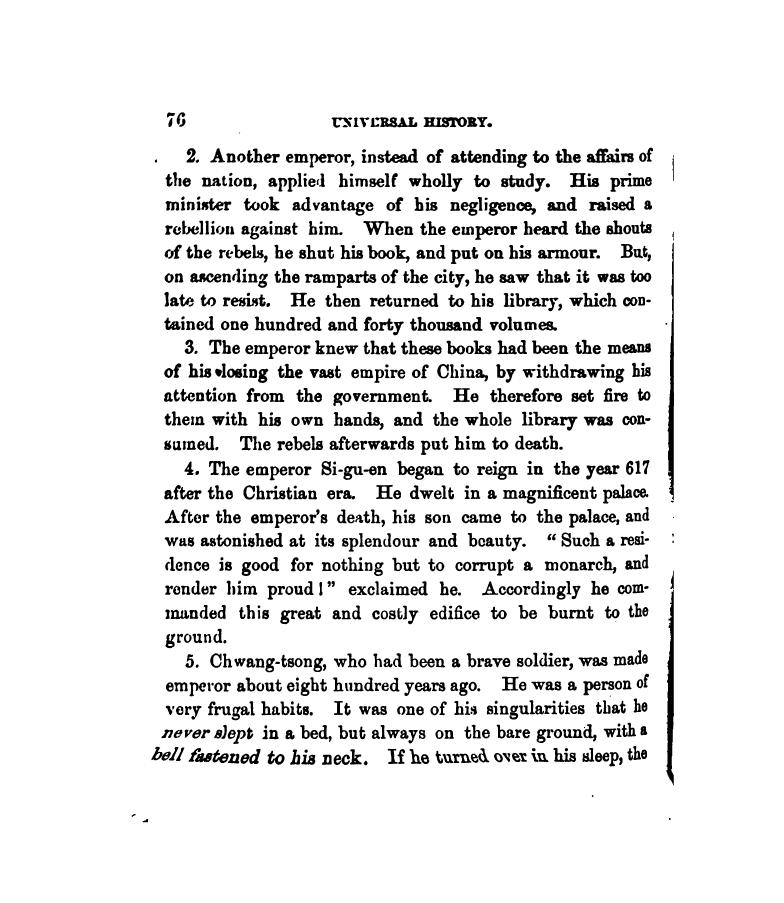 76 UNIVERSAL HISTORY.
2. Another emperor, instead of attending to the affairs of
the nation, applied himself wholly to study. His prime
minister took advantage of his negligence, and raised a
rebellion against him. When the emperor heard the shouts
of the rebels, he shut his book, and put on his armour. But,
on ascending the ramparts of the city, he saw that it was too
late to resist. He then returned to his library, which con-
tained one hundred and forty thousand volumes.
3. The emperor knew that these books had been the means
of his losing the vast empire of China, by withdrawing his
attention from the government. He therefore set fire to
them with his own hands, and the whole library was con-
sumed. The rebels afterwards put him to death.
4. The emperor Si-gu-en began to reign in the year 617
after the Christian era. He dwelt in a magnificent palace.
After the emperor's death, his son came to the palace, and
was astonished at its splendour and beauty. “Such a resi-
dence is good for nothing but to corrupt a monarch, and
render him proud!” exclaimed he. Accordingly he com-
manded this great and costly edifice to be burnt to the
ground.
5. Chwang-tsong, who had been a brave soldier, was made
emperor about eight hundred years ago. He was a person of
very frugal habits. It was one of his singularities that he
never slept in a bed, but always on the bare ground, with a
bell fastened to his neck. If he turned over in his sleep, the